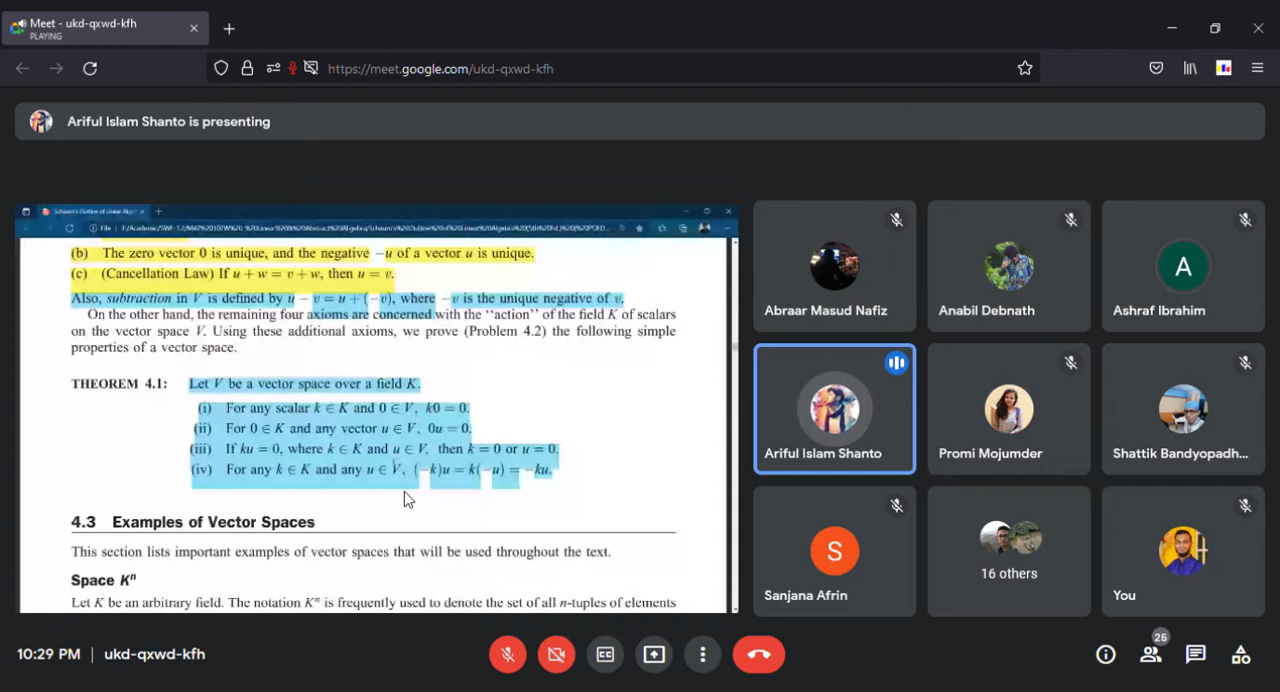 Meet - ukd-qxwd-kfh
PLAYING
https://meet.google.com/ukd-qxwd-kfh
Ariful Islam Shanto is presenting
Schaum's Outline of Linear Alge
File
(b) The zero vector 0 is unique, and the negative −u of a vector u is unique.
(c) (Cancellation Law) If u + w = v + w, then u = v.
Also, subtraction in V is defined by u − v = u + (−v), where −v is the unique negative of v.
On the other hand, the remaining four axioms are concerned with the ‘‘action’’ of the field K of scalars
on the vector space V. Using these additional axioms, we prove (Problem 4.2) the following simple
properties of a vector space.
THEOREM 4.1: Let V be a vector space over a field K.
(i) For any scalar k ∈ K and 0 ∈ V, k0 = 0.
(ii) For 0 ∈ K and any vector u ∈ V, 0u = 0.
(iii) If ku = 0, where k ∈ K and u ∈ V, then k = 0 or u = 0.
(iv) For any k ∈ K and any u ∈ V, (−k)u = k(−u) = −ku.
4.3 Examples of Vector Spaces
This section lists important examples of vector spaces that will be used throughout the text.
Space Kⁿ
Let K be an arbitrary field. The notation Kⁿ is frequently used to denote the set of all n-tuples of elements
Abraar Masud Nafiz
Anabil Debnath
A
Ashraf Ibrahim
Ariful Islam Shanto
Promi Mojumder
Shattik Bandyopadh...
S
Sanjana Afrin
16 others
You
10:29 PM | ukd-qxwd-kfh
CC
25